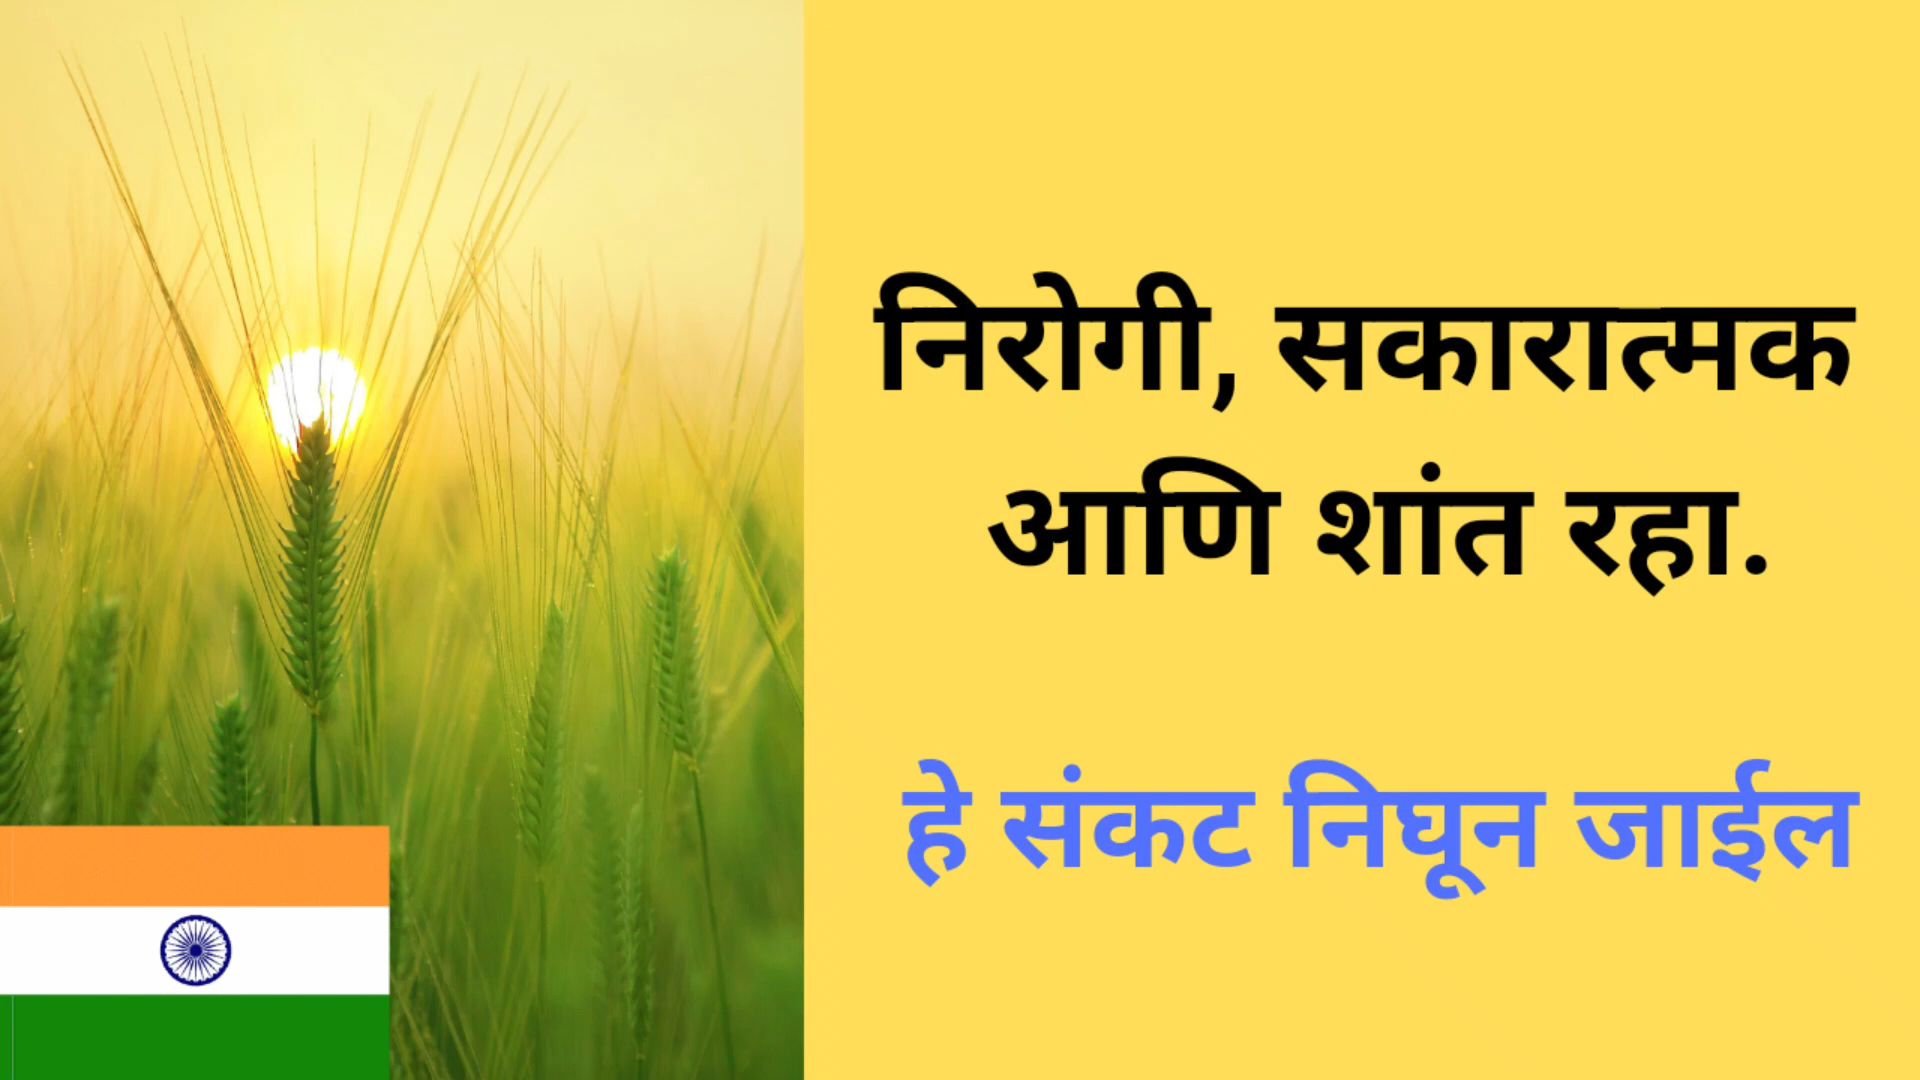 निरोगी, सकारात्मक
आणि शांत रहा.
हे संकट निघून जाईल